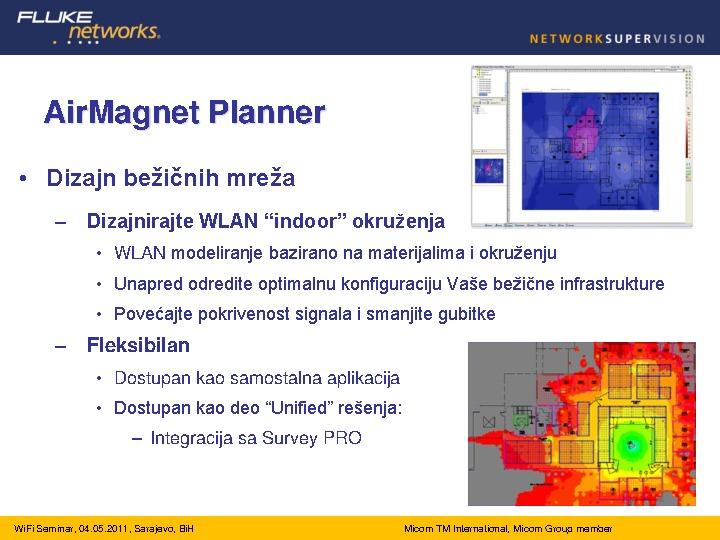 FLUKE
networks®
NETWORKSUPERVISION
AirMagnet Planner
• Dizajn bežičnih mreža
– Dizajnirajte WLAN “indoor” okruženja
• WLAN modeliranje bazirano na materijalima i okruženju
• Unapred odredite optimalnu konfiguraciju Vaše bežične infrastrukture
• Povećajte pokrivenost signala i smanjite gubitke
– Fleksibilan
• Dostupan kao samostalna aplikacija
• Dostupan kao deo “Unified” rešenja:
– Integracija sa Survey PRO
WiFi Seminar, 04.05.2011, Sarajevo, BiH
Micom TM International, Micom Group member